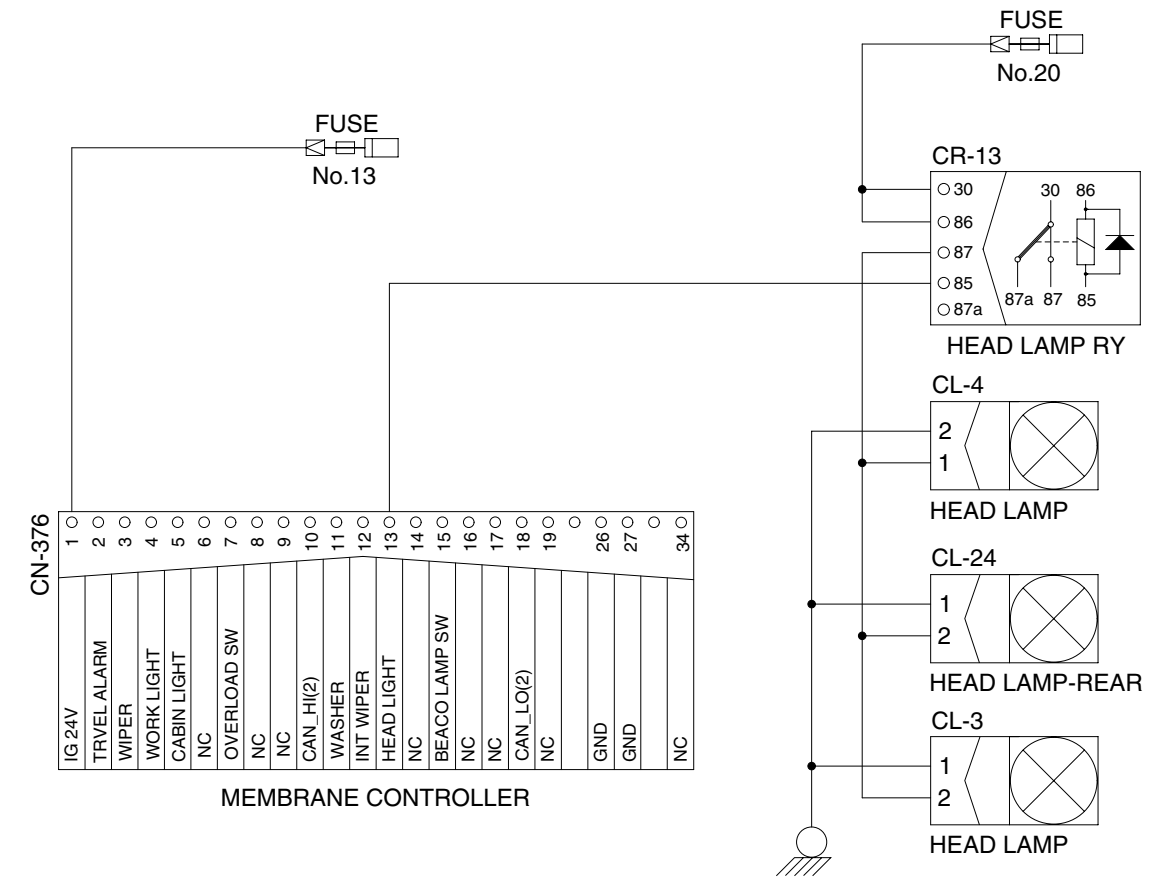 FUSE
No.20
FUSE
No.13
CR-13
30
86
87
85
87a
30 86
87a 87 85
HEAD LAMP RY
CL-4
2
1
HEAD LAMP
CL-24
1
2
HEAD LAMP-REAR
CL-3
1
2
HEAD LAMP
CN-376
1 2 3 4 5 6 7 8 9 10 11 12 13 14 15 16 17 18 19 26 27 34
IG 24V
TRVEL ALARM
WIPER
WORK LIGHT
CABIN LIGHT
NC
OVERLOAD SW
NC
NC
CAN_HI(2)
WASHER
INT WIPER
HEAD LIGHT
NC
BEACO LAMP SW
NC
NC
CAN_LO(2)
NC
GND
GND
NC
MEMBRANE CONTROLLER